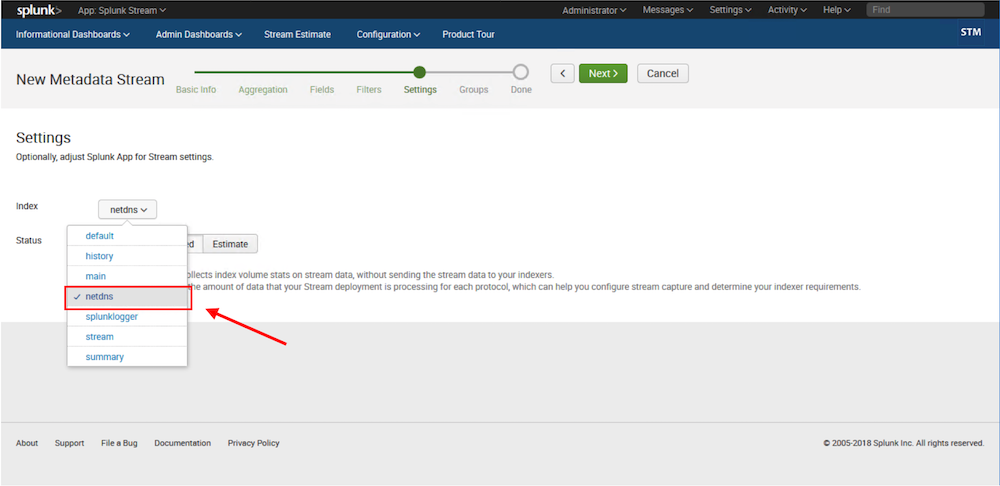 splunk> App: Splunk Stream Administrator Messages Settings Activity Help Find
Informational Dashboards Admin Dashboards Stream Estimate Configuration Product Tour STM
New Metadata Stream
Basic Info Aggregation Fields Filters Settings Groups Done
< Next > Cancel
Settings
Optionally, adjust Splunk App for Stream settings.
Index netdns
Status ed Estimate
default
history
main
netdns
splunklogger
stream
summary
ollects index volume stats on stream data, without sending the stream data to your indexers.
the amount of data that your Stream deployment is processing for each protocol, which can help you configure stream capture and determine your indexer requirements.
About Support File a Bug Documentation Privacy Policy © 2005-2018 Splunk Inc. All rights reserved.